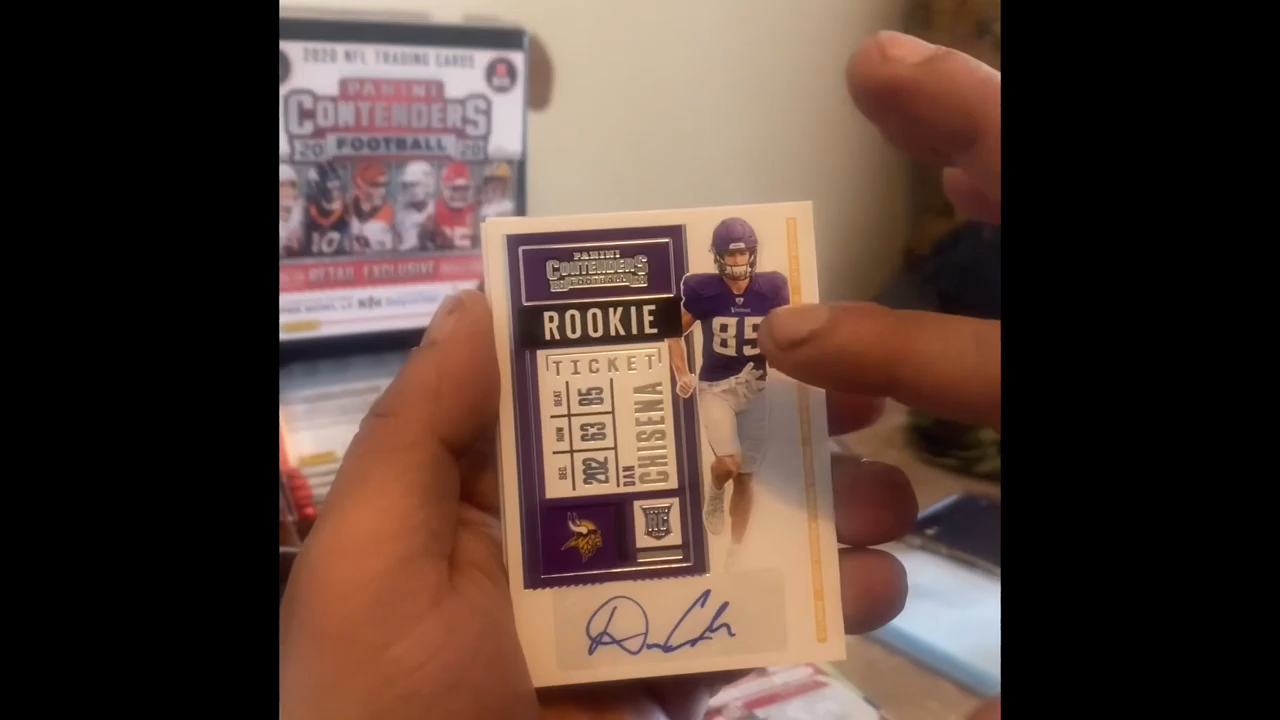 2020 NFL TRADING CARDS
PANINI
CONTENDERS
20 FOOTBALL 20
10
RETAIL EXCLUSIVE
PANINI
CONTENDERS
FOOTBALL
ROOKIE
TICKET
SEAT 85
ROW 63
SEC. 202
DAN
CHISENA
RC
85